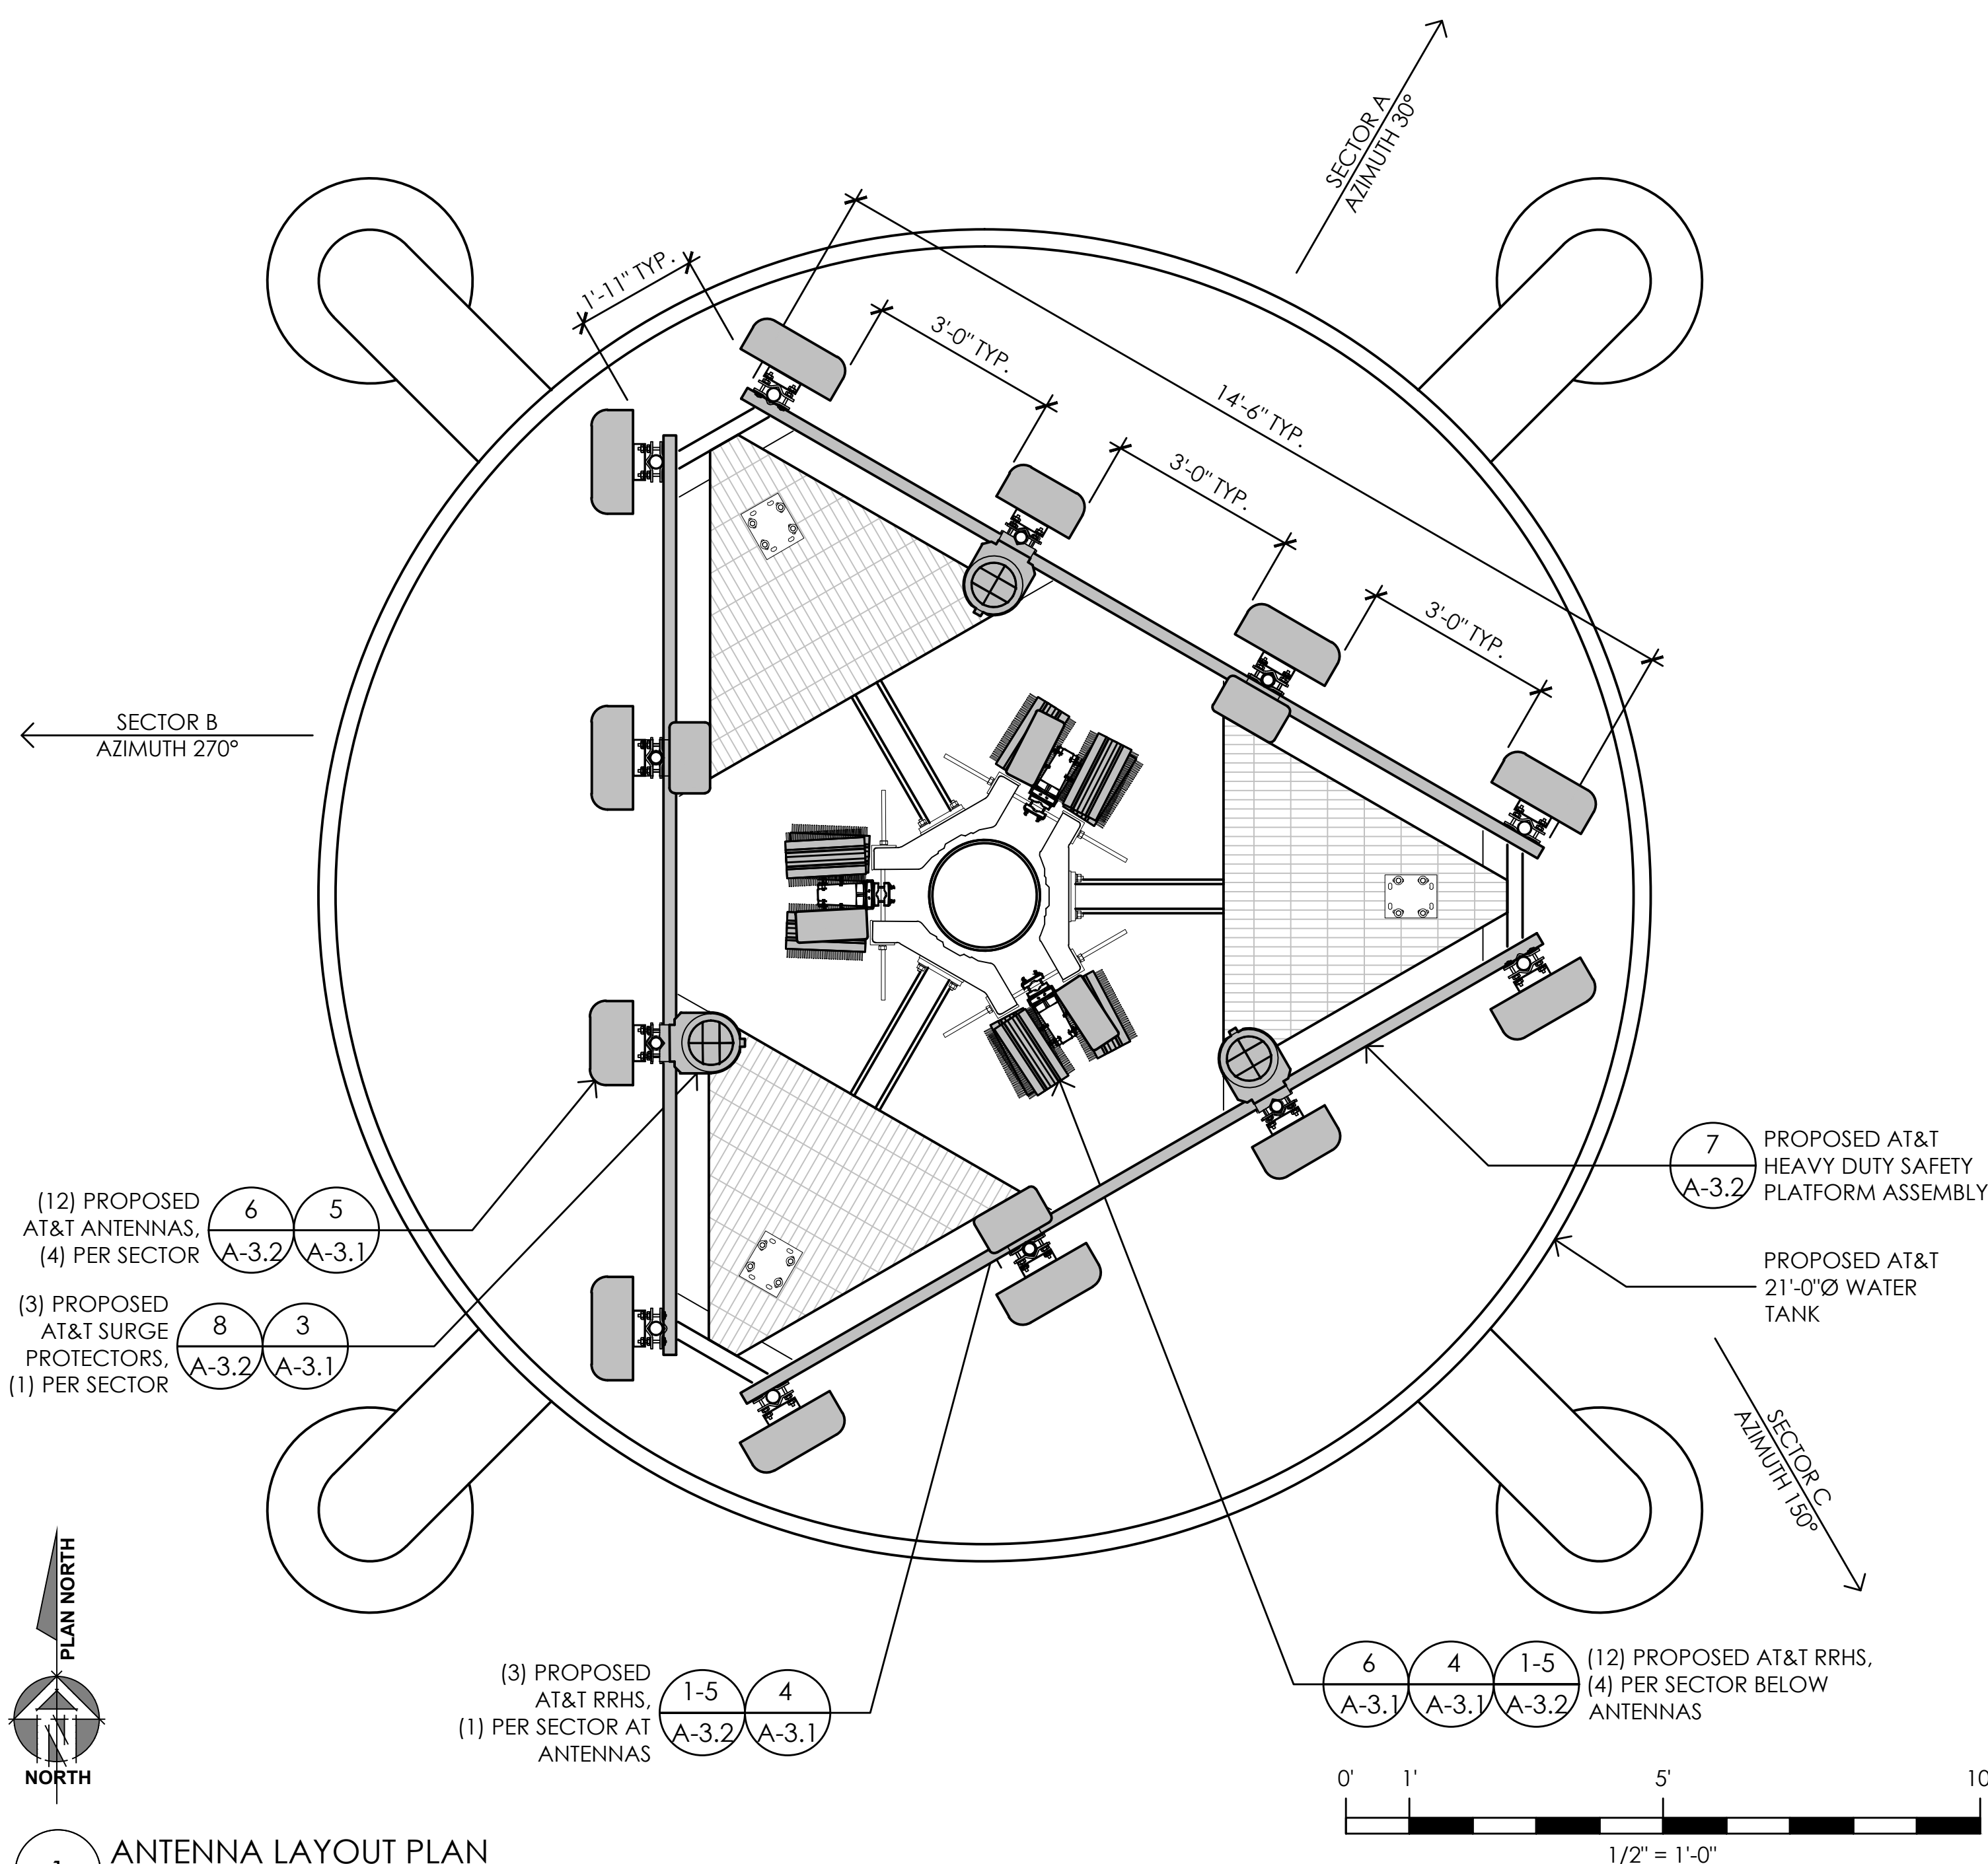 SECTOR A
AZIMUTH 30°
1'-11" TYP.
3'-0" TYP.
14'-6" TYP.
3'-0" TYP.
3'-0" TYP.
SECTOR B
AZIMUTH 270°
7
A-3.2
PROPOSED AT&T
HEAVY DUTY SAFETY
PLATFORM ASSEMBLY
(12) PROPOSED
AT&T ANTENNAS,
(4) PER SECTOR
6
A-3.2
5
A-3.1
PROPOSED AT&T
21'-0"Ø WATER
TANK
(3) PROPOSED
AT&T SURGE
PROTECTORS,
(1) PER SECTOR
8
A-3.2
3
A-3.1
SECTOR C
AZIMUTH 150°
PLAN NORTH
N
NORTH
(3) PROPOSED
AT&T RRHS,
(1) PER SECTOR AT
ANTENNAS
1-5
A-3.2
4
A-3.1
6
A-3.1
4
A-3.1
1-5
A-3.2
(12) PROPOSED AT&T RRHS,
(4) PER SECTOR BELOW
ANTENNAS
0' 1' 5' 10
1/2" = 1'-0"
ANTENNA LAYOUT PLAN